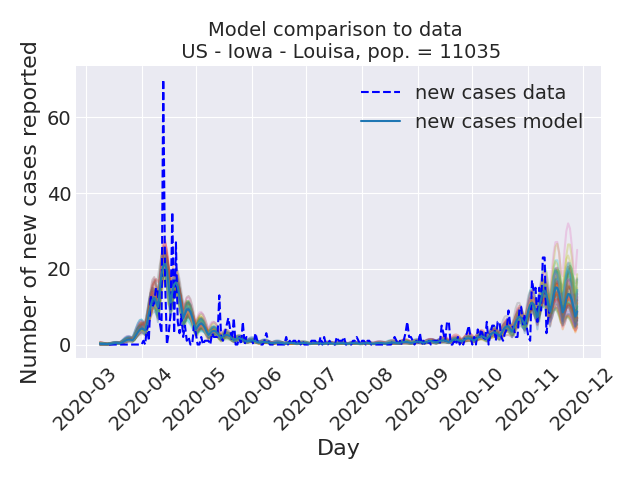 Model comparison to data
US - Iowa - Louisa, pop. = 11035
Number of new cases reported
60
40
20
0
new cases data
new cases model
2020-03
2020-04
2020-05
2020-06
2020-07
2020-08
2020-09
2020-10
2020-11
2020-12
Day